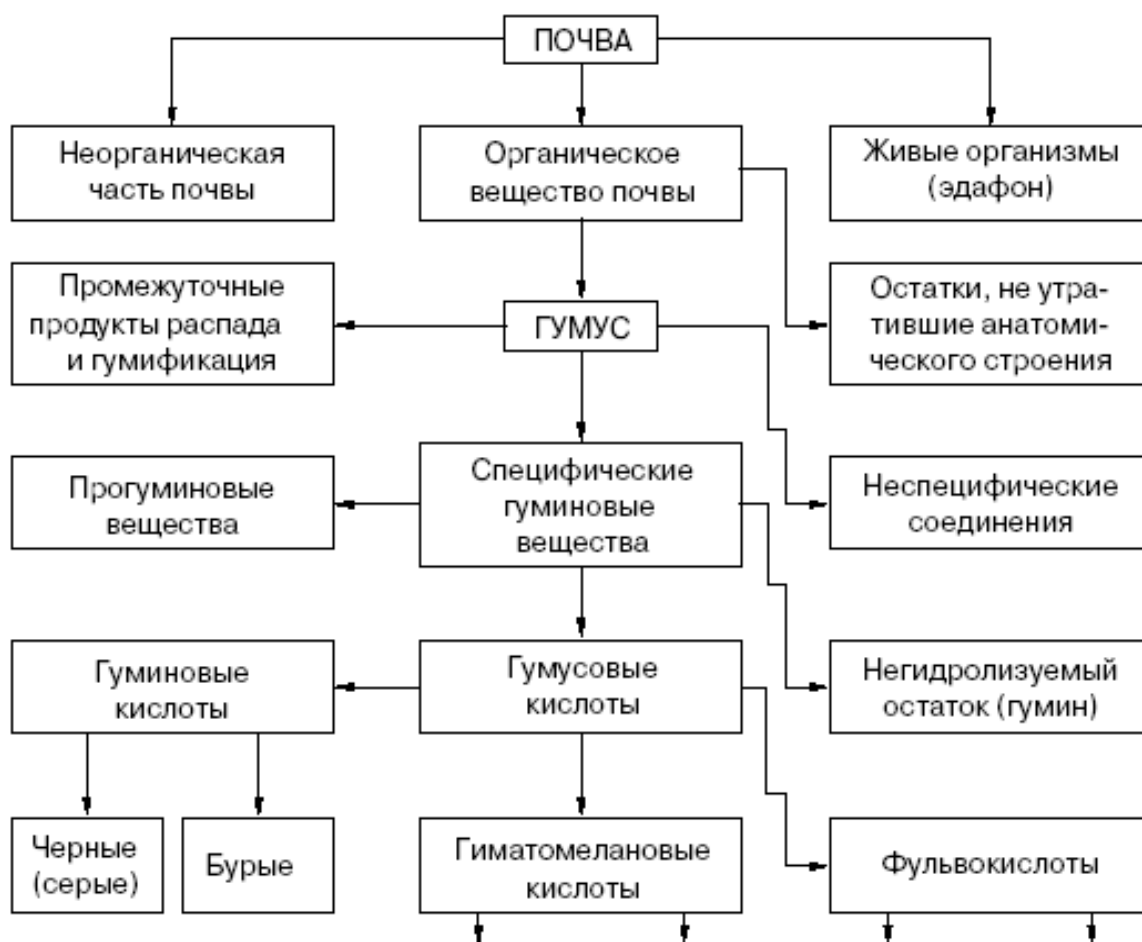 ПОЧВА
Неорганическая
часть почвы
Органическое
вещество почвы
Живые организмы
(эдафон)
Промежуточные
продукты распада
и гумификация
ГУМУС
Остатки, не утра-
тившие анатоми-
ческого строения
Прогуминовые
вещества
Специфические
гуминовые
вещества
Неспецифические
соединения
Гуминовые
кислоты
Гумусовые
кислоты
Негидролизуемый
остаток (гумин)
Черные
(серые)
Бурые
Гиматомелановые
кислоты
Фульвокислоты